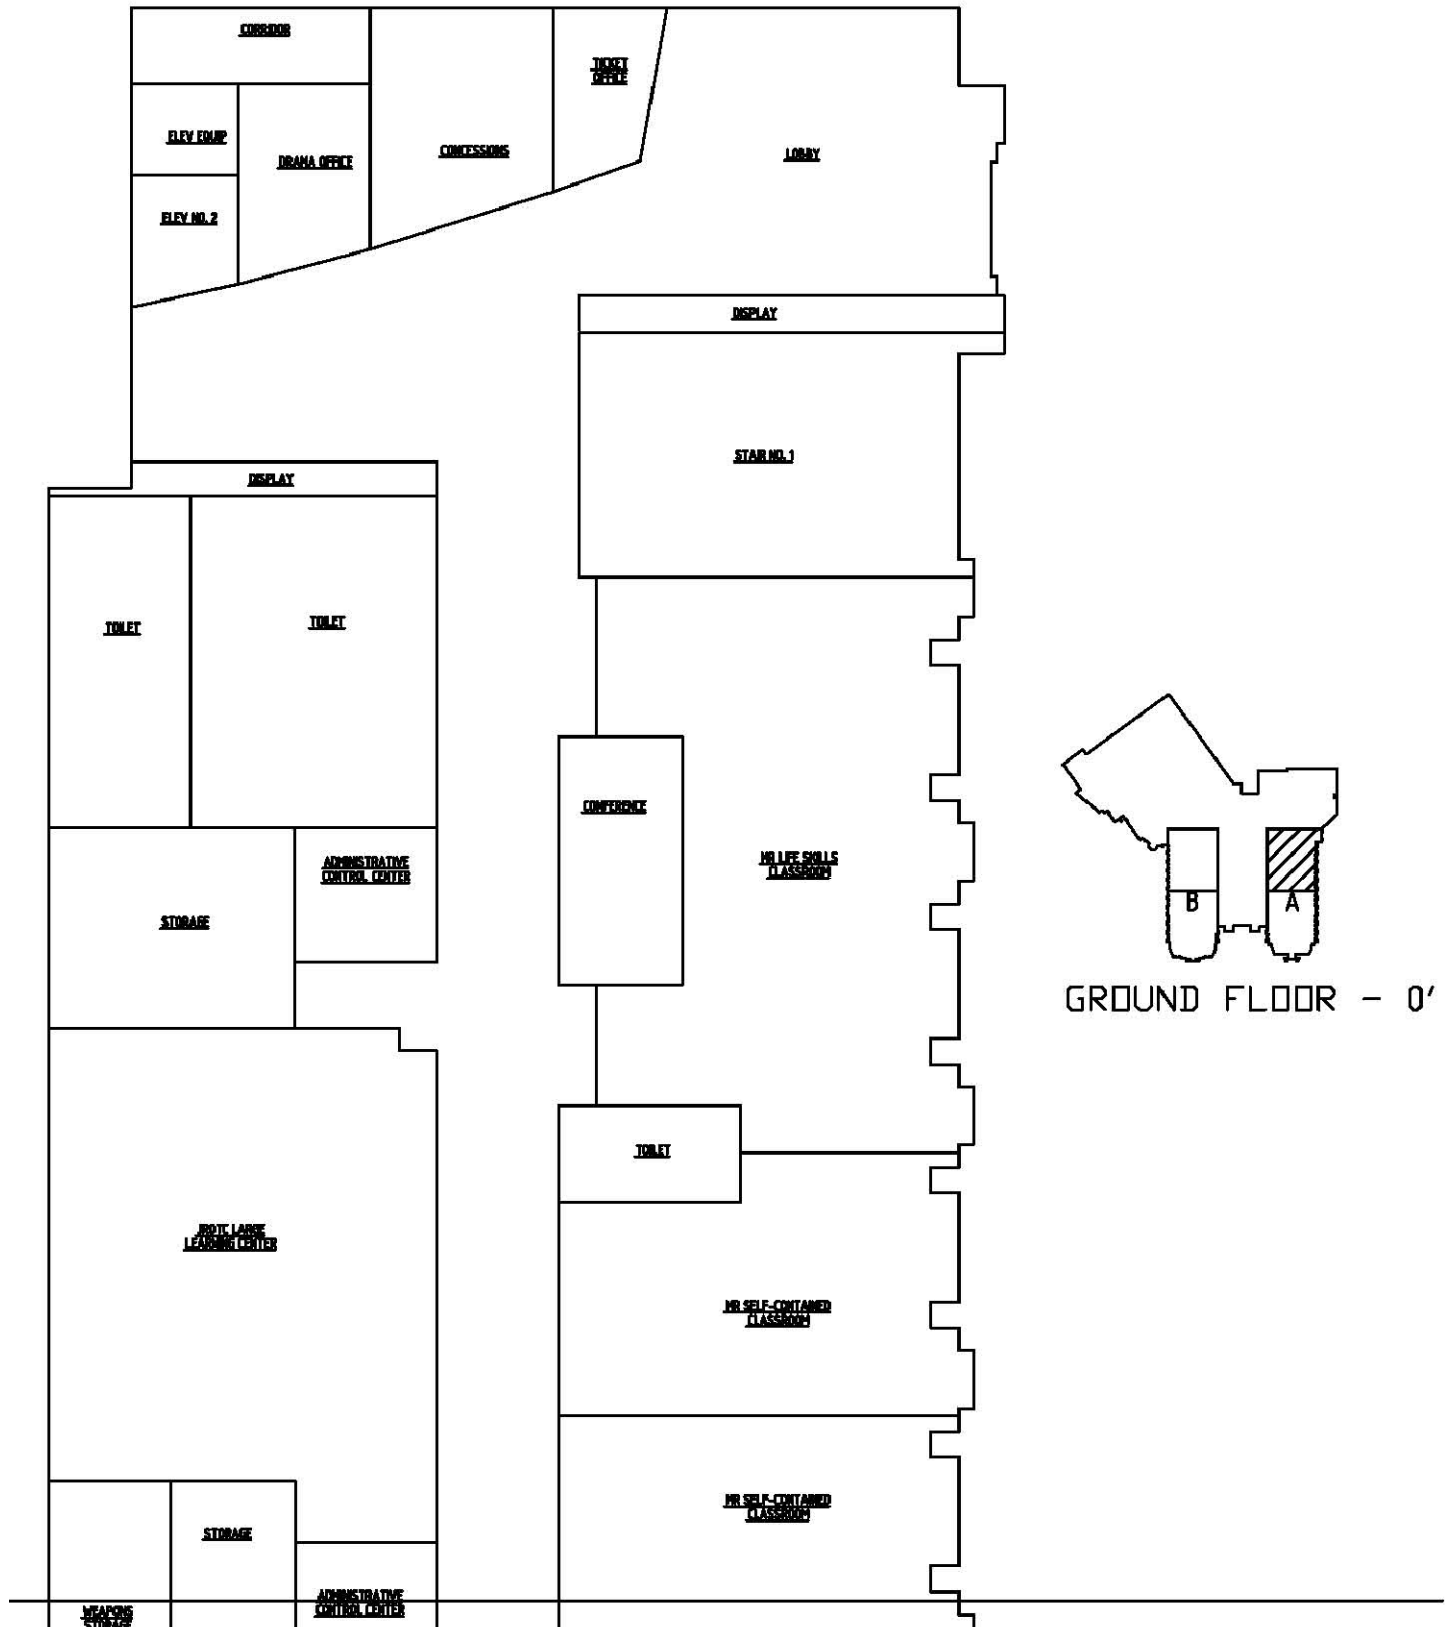 CORRIDOR
TICKET
OFFICE
ELEV EQUIP
DRAMA OFFICE
CONCESSIONS
LOBBY
ELEV NO. 2
DISPLAY
STAIR NO. 1
DISPLAY
TOILET
TOILET
CONFERENCE
ADMINISTRATIVE
CONTROL CENTER
MR LIFE SKILLS
CLASSROOM
STORAGE
B
A
GROUND FLOOR - 0'
TOILET
JROTC LARGE
LEARNING CENTER
MR SELF-CONTAINED
CLASSROOM
MR SELF-CONTAINED
CLASSROOM
STORAGE
ADMINISTRATIVE
CONTROL CENTER
WEAPONS
STORAGE